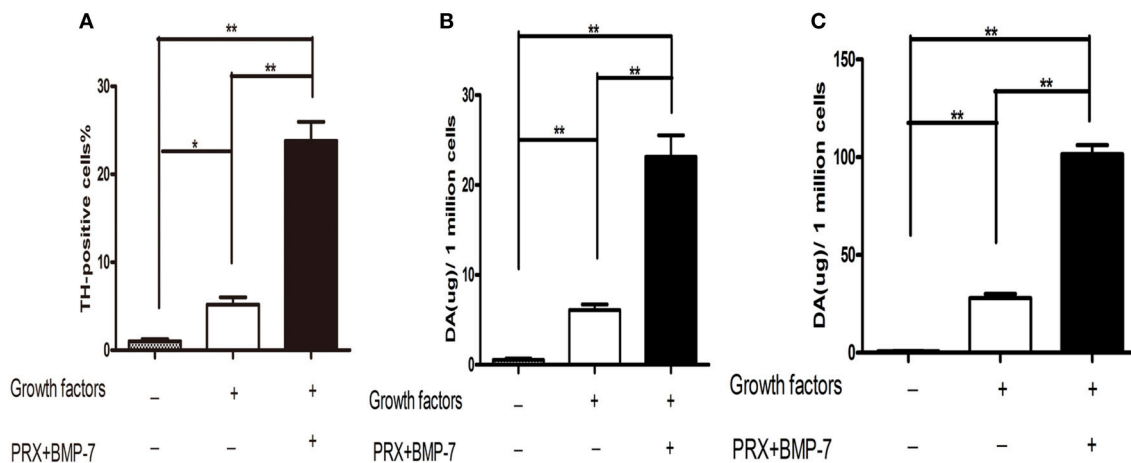 A
**
**
*
30
20
10
0
TH-positive cells%
Growth factors – + +
PRX+BMP-7 – – +
B
**
**
**
30
20
10
0
DA(ug)/ 1 million cells
Growth factors – + +
PRX+BMP-7 – – +
C
**
**
**
150
100
50
0
DA(ug)/ 1 million cells
Growth factors – + +
PRX+BMP-7 – – +